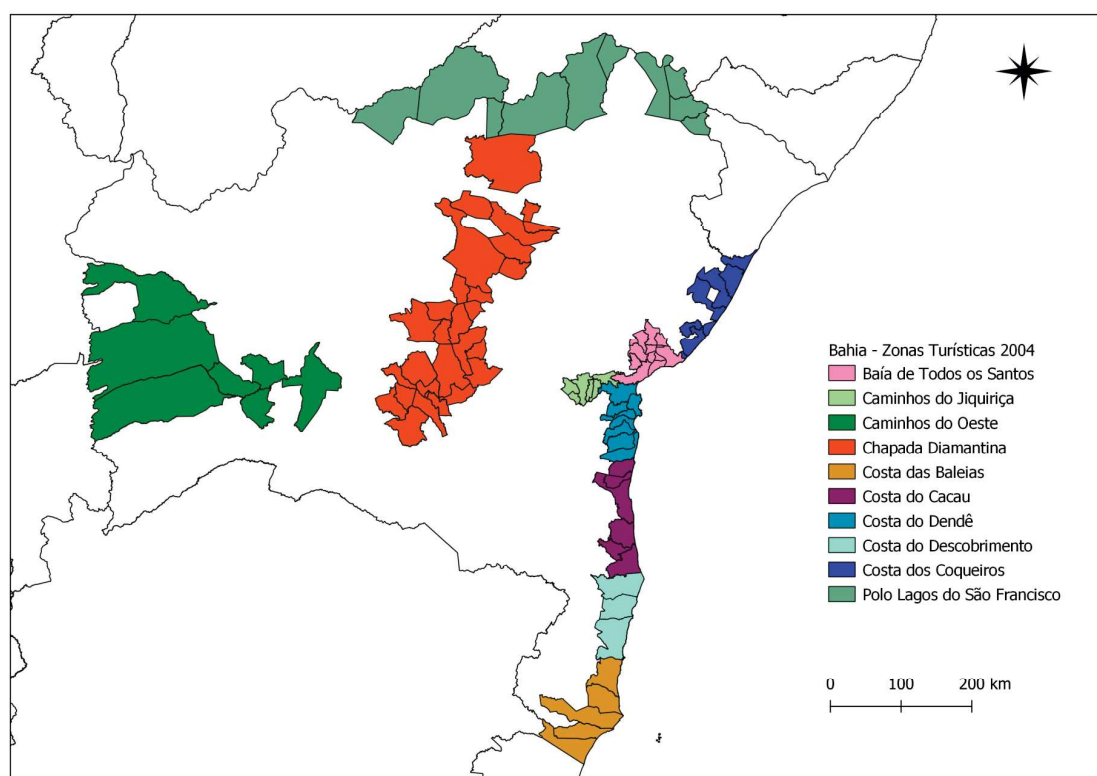 Bahia - Zonas Turísticas 2004
Baía de Todos os Santos
Caminhos do Jiquiriça
Caminhos do Oeste
Chapada Diamantina
Costa das Baleias
Costa do Cacau
Costa do Dendê
Costa do Descobrimento
Costa dos Coqueiros
Polo Lagos do São Francisco
0 100 200 km